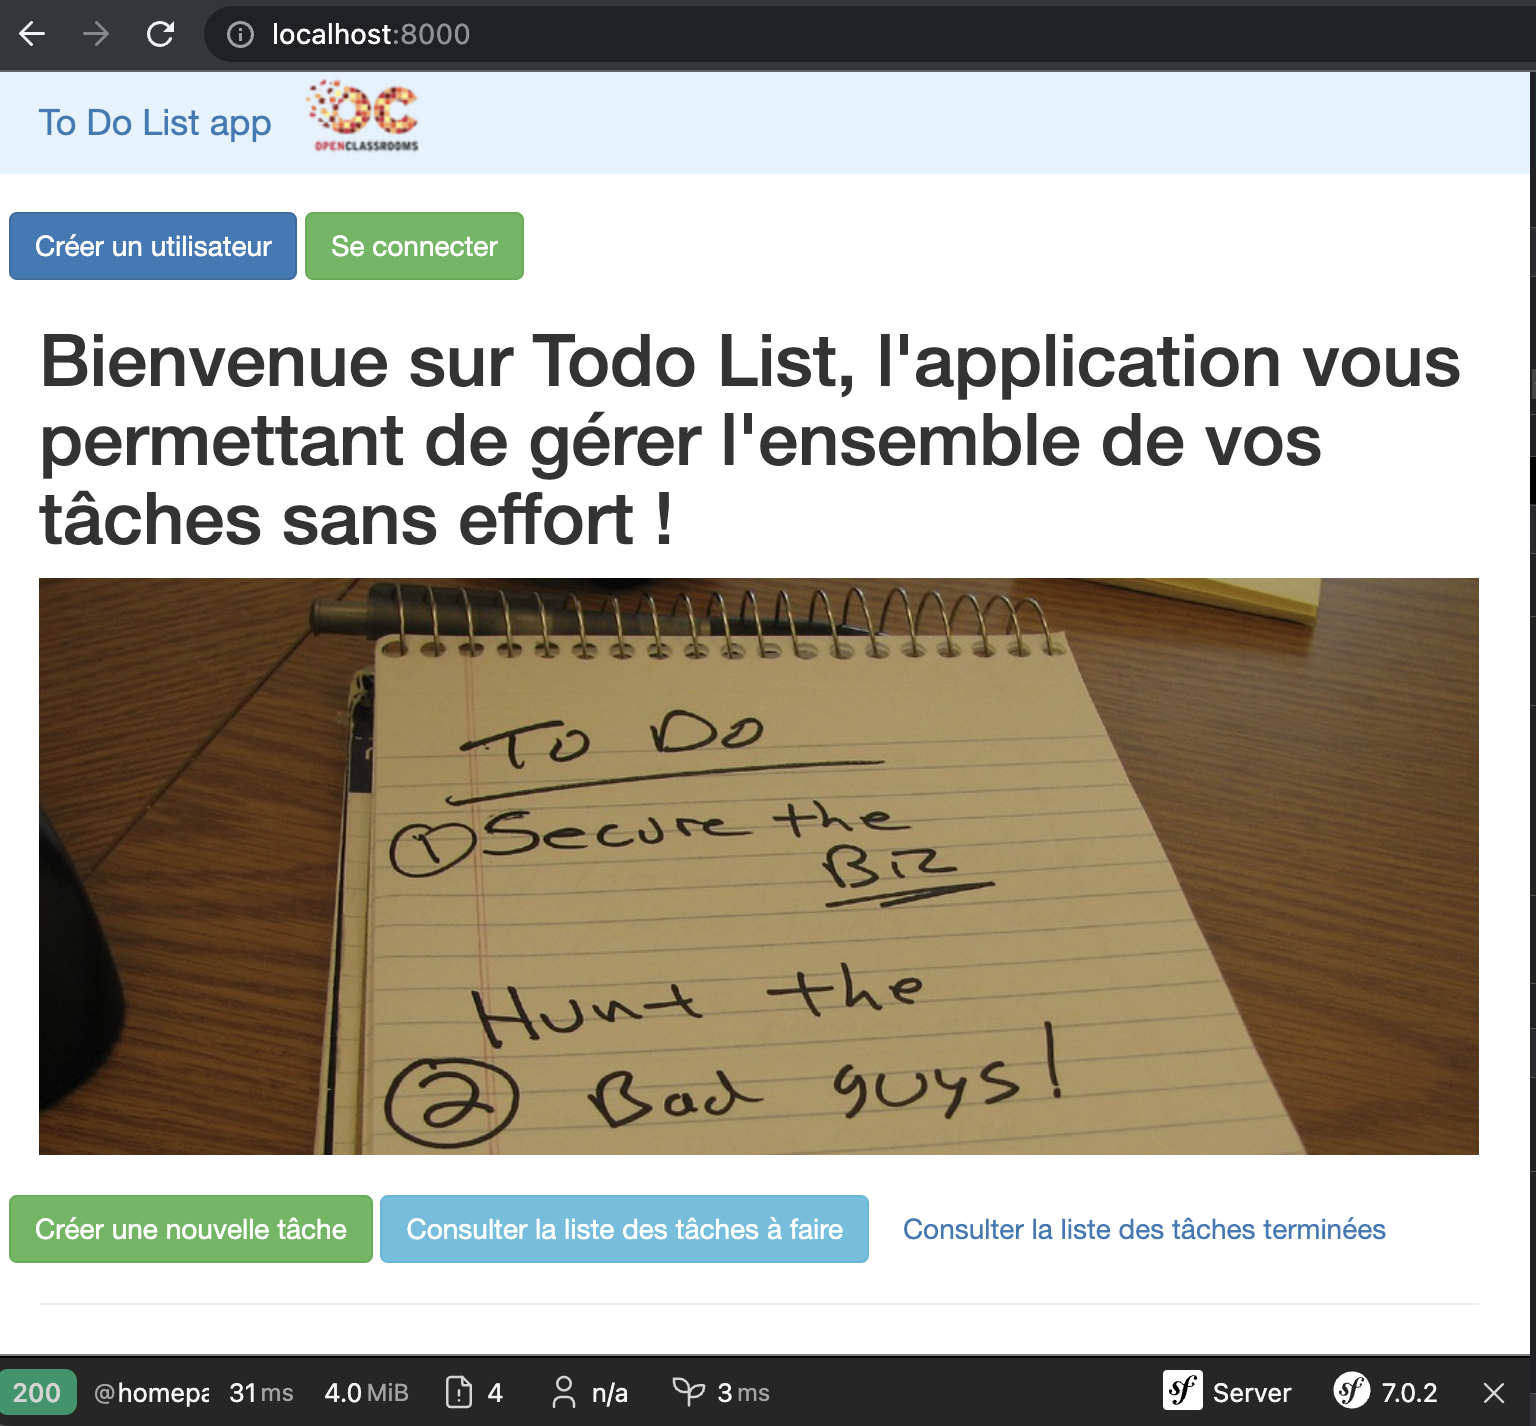 localhost:8000
To Do List app
OC
OPENCLASSROOMS
Créer un utilisateur Se connecter
Bienvenue sur Todo List, l'application vous
permettant de gérer l'ensemble de vos
tâches sans effort !
To Do
1 Secure the
Biz
Hunt the
2 Bad guys!
Créer une nouvelle tâche Consulter la liste des tâches à faire Consulter la liste des tâches terminées
200 @homepa 31 ms 4.0 MiB 4 n/a 3 ms sf Server sf 7.0.2